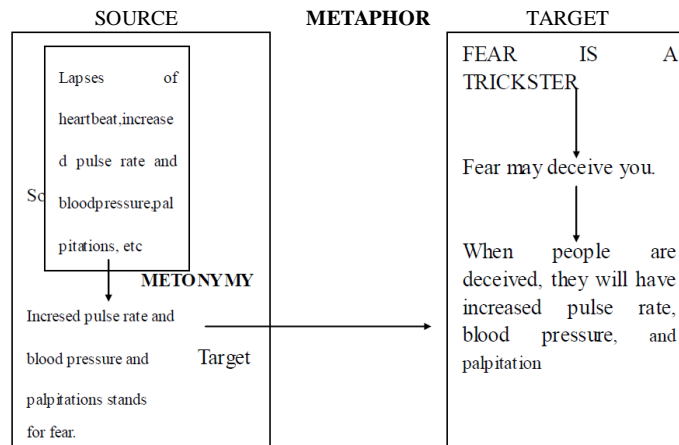 SOURCE
METAPHOR
TARGET
Lapses of
heartbeat,increase
d pulse rate and
bloodpressure,pal
pitations, etc
So
METONYMY
Incresed pulse rate and
blood pressure and
palpitations stands
for fear.
Target
FEAR IS A
TRICKSTER
Fear may deceive you.
When people are
deceived, they will have
increased pulse rate,
blood pressure, and
palpitation